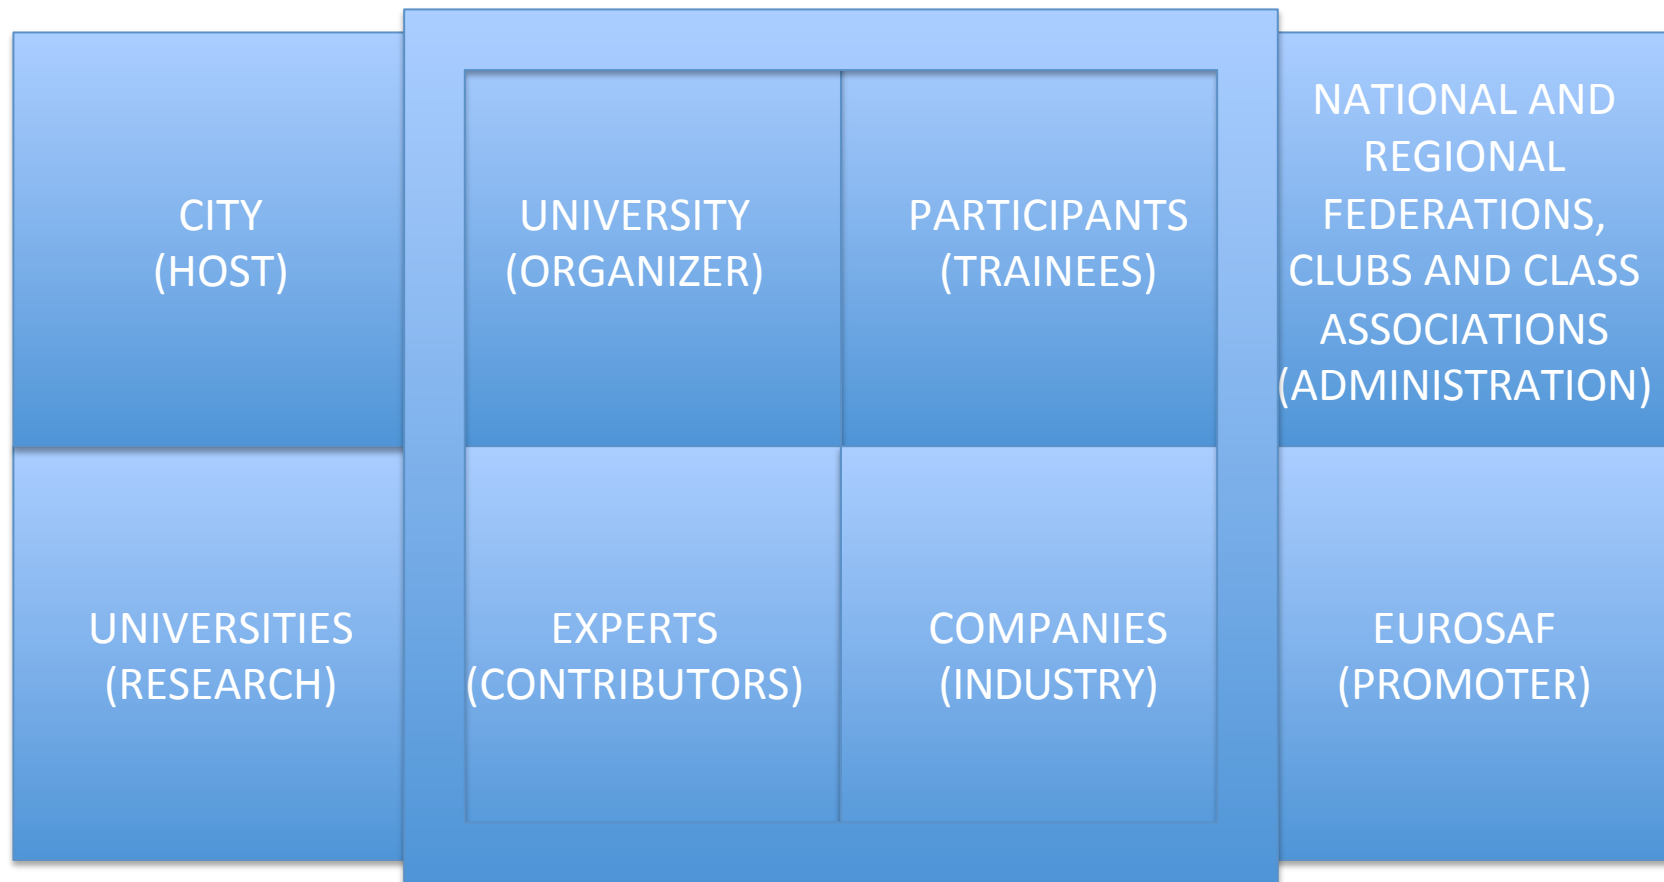 CITY
(HOST)
UNIVERSITY
(ORGANIZER)
PARTICIPANTS
(TRAINEES)
NATIONAL AND
REGIONAL
FEDERATIONS,
CLUBS AND CLASS
ASSOCIATIONS
(ADMINISTRATION)
UNIVERSITIES
(RESEARCH)
EXPERTS
(CONTRIBUTORS)
COMPANIES
(INDUSTRY)
EUROSAF
(PROMOTER)